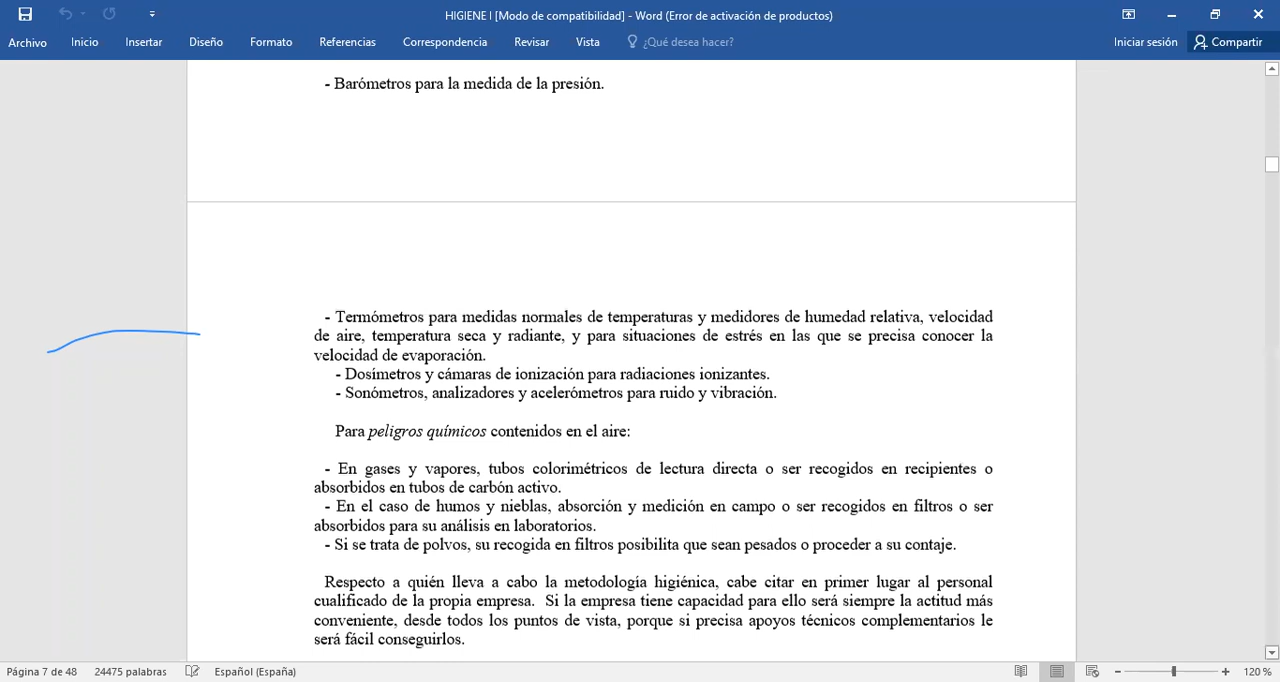 HIGIENE I [Modo de compatibilidad] - Word (Error de activación de productos)
Archivo Inicio Insertar Diseño Formato Referencias Correspondencia Revisar Vista ¿Qué desea hacer? Iniciar sesión Compartir
- Barómetros para la medida de la presión.
- Termómetros para medidas normales de temperaturas y medidores de humedad relativa, velocidad
de aire, temperatura seca y radiante, y para situaciones de estrés en las que se precisa conocer la
velocidad de evaporación.
- Dosímetros y cámaras de ionización para radiaciones ionizantes.
- Sonómetros, analizadores y acelerómetros para ruido y vibración.
Para peligros químicos contenidos en el aire:
- En gases y vapores, tubos colorimétricos de lectura directa o ser recogidos en recipientes o
absorbidos en tubos de carbón activo.
- En el caso de humos y nieblas, absorción y medición en campo o ser recogidos en filtros o ser
absorbidos para su análisis en laboratorios.
- Si se trata de polvos, su recogida en filtros posibilita que sean pesados o proceder a su contaje.
Respecto a quién lleva a cabo la metodología higiénica, cabe citar en primer lugar al personal
cualificado de la propia empresa. Si la empresa tiene capacidad para ello será siempre la actitud más
conveniente, desde todos los puntos de vista, porque si precisa apoyos técnicos complementarios le
será fácil conseguirlos.
Página 7 de 48 24475 palabras Español (España) 120 %